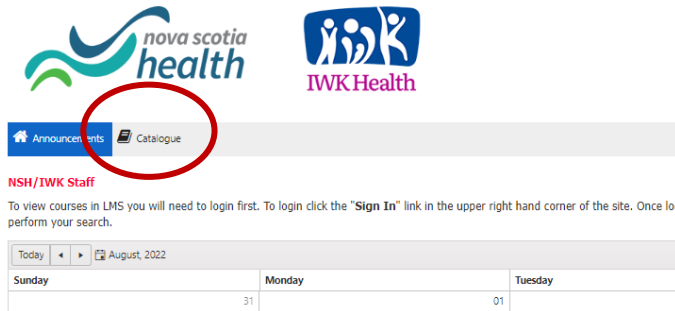 nova scotia
health
IWK Health
Announcements Catalogue
NSH/IWK Staff
To view courses in LMS you will need to login first. To login click the "Sign In" link in the upper right hand corner of the site. Once lo
perform your search.
Today August, 2022
Sunday Monday Tuesday
31 01